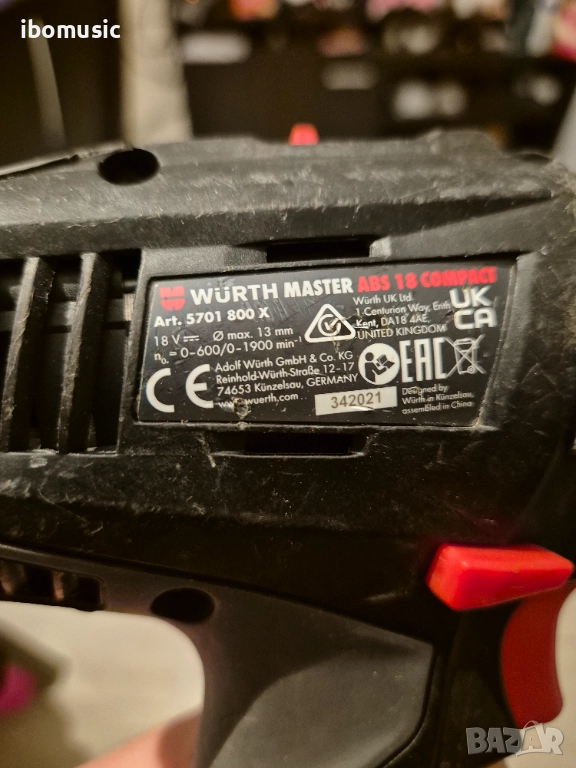 ibomusic
WÜRTH MASTER ABS 18 COMPACT
Art. 5701 800 X
18 V⎓ Ø max. 13 mm
n₀ = 0-600/0-1900 min⁻¹
Adolf Würth GmbH & Co. KG
Reinhold-Würth-Straße 12-17
74653 Künzelsau, GERMANY
www.wuerth.com
342021
Würth UK Ltd.
1 Centurion Way, Erith
Kent, DA18 4AE,
UNITED KINGDOM
UK
CA
CE
EAC
Designed by
Würth in Künzelsau,
assembled in China
BAZAR